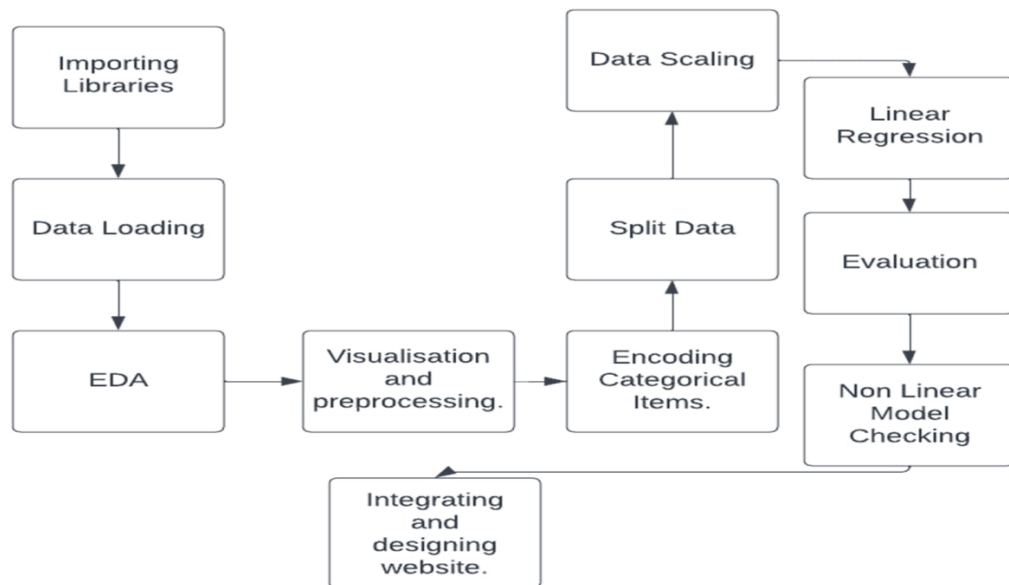 Importing
Libraries
Data Loading
EDA
Visualisation
and
preprocessing.
Encoding
Categorical
Items.
Split Data
Data Scaling
Linear
Regression
Evaluation
Non Linear
Model
Checking
Integrating
and
designing
website.